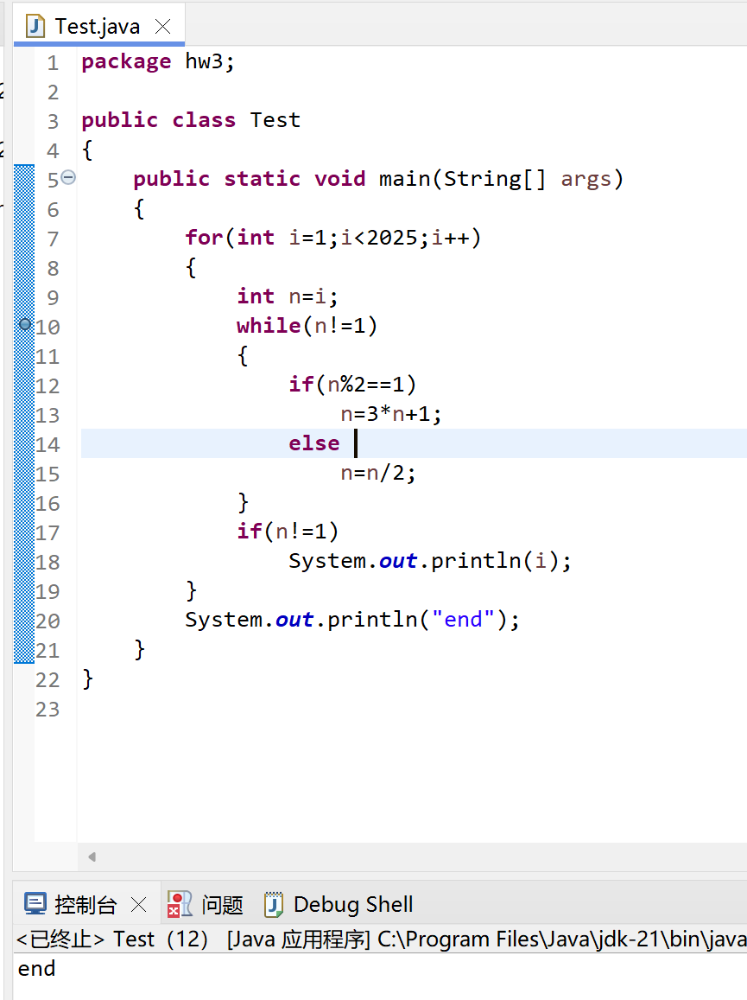 Test.java
1 package hw3;
2
3 public class Test
4 {
5     public static void main(String[] args)
6     {
7         for(int i=1;i<2025;i++)
8         {
9             int n=i;
10             while(n!=1)
11             {
12                 if(n%2==1)
13                     n=3*n+1;
14                 else
15                     n=n/2;
16             }
17             if(n!=1)
18                 System.out.println(i);
19         }
20         System.out.println("end");
21     }
22 }
23
控制台 问题 Debug Shell
<已终止> Test（12） [Java 应用程序] C:\Program Files\Java\jdk-21\bin\java
end